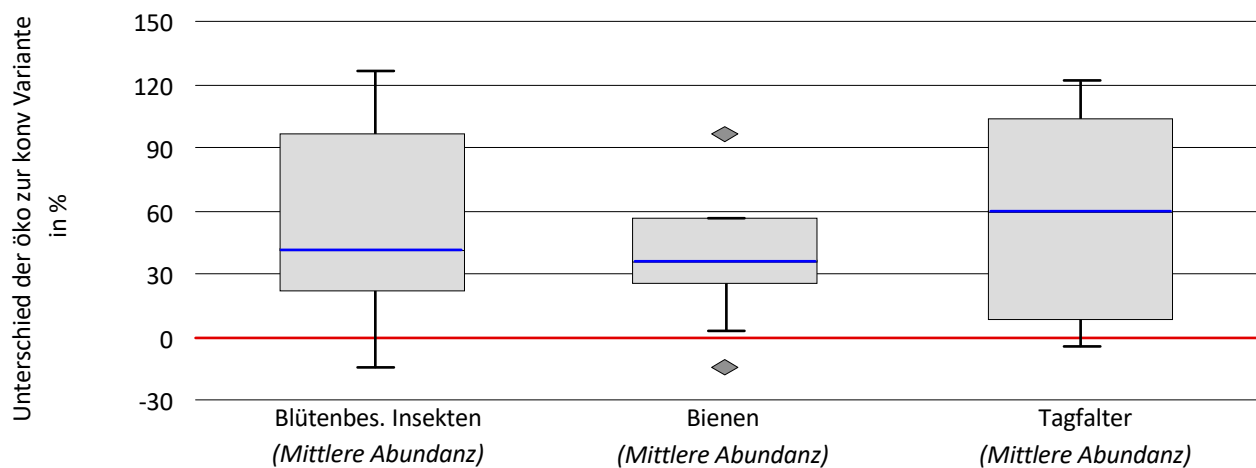 Unterschied der öko zur konv Variante
in %
150
120
90
60
30
0
-30
Blütenbes. Insekten
(Mittlere Abundanz)
Bienen
(Mittlere Abundanz)
Tagfalter
(Mittlere Abundanz)